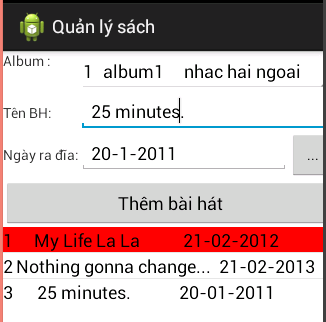 Quản lý sách
Album :
1 album1 nhac hai ngoai
Tên BH: 25 minutes.
Ngày ra đĩa: 20-1-2011 ...
Thêm bài hát
1 My Life La La 21-02-2012
2 Nothing gonna change... 21-02-2013
3 25 minutes. 20-01-2011